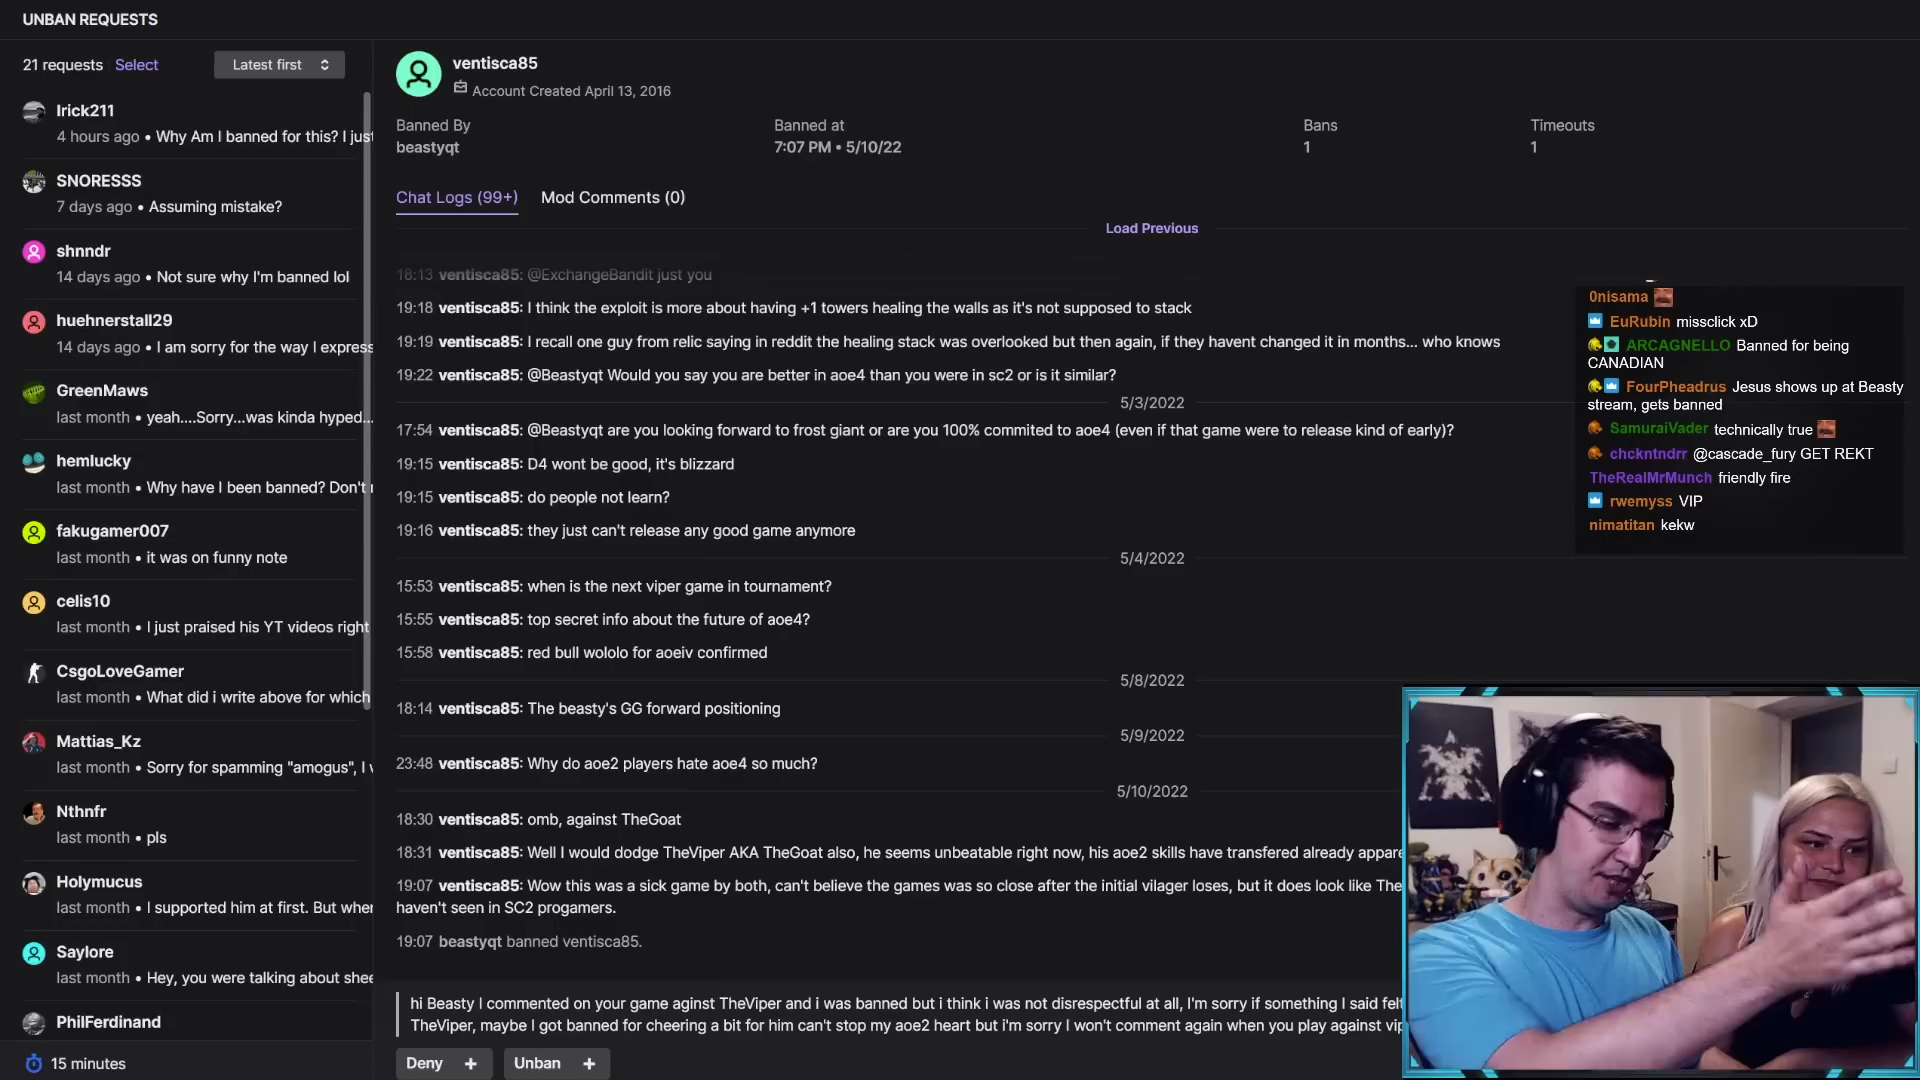 UNBAN REQUESTS
21 requests Select
Latest first
Irick211
4 hours ago • Why Am I banned for this? I just
SNORESSS
7 days ago • Assuming mistake?
shnndr
14 days ago • Not sure why I'm banned lol
huehnerstall29
14 days ago • I am sorry for the way I express
GreenMaws
last month • yeah....Sorry...was kinda hyped...
hemlucky
last month • Why have I been banned? Don't
fakugamer007
last month • it was on funny note
celis10
last month • I just praised his YT videos right
CsgoLoveGamer
last month • What did i write above for which
Mattias_Kz
last month • Sorry for spamming "amogus", I
Nthnfr
last month • pls
Holymucus
last month • I supported him at first. But when
Saylore
last month • Hey, you were talking about shee
PhilFerdinand
15 minutes
ventisca85
Account Created April 13, 2016
Banned By
beastyqt
Banned at
7:07 PM • 5/10/22
Bans
1
Timeouts
1
Chat Logs (99+) Mod Comments (0)
Load Previous
18:13 ventisca85: @ExchangeBandit just you
19:18 ventisca85: I think the exploit is more about having +1 towers healing the walls as it's not supposed to stack
19:19 ventisca85: I recall one guy from relic saying in reddit the healing stack was overlooked but then again, if they havent changed it in months... who knows
19:22 ventisca85: @Beastyqt Would you say you are better in aoe4 than you were in sc2 or is it similar?
5/3/2022
17:54 ventisca85: @Beastyqt are you looking forward to frost giant or are you 100% commited to aoe4 (even if that game were to release kind of early)?
19:15 ventisca85: D4 wont be good, it's blizzard
19:15 ventisca85: do people not learn?
19:16 ventisca85: they just can't release any good game anymore
5/4/2022
15:53 ventisca85: when is the next viper game in tournament?
15:55 ventisca85: top secret info about the future of aoe4?
15:58 ventisca85: red bull wololo for aoeiv confirmed
5/8/2022
18:14 ventisca85: The beasty's GG forward positioning
5/9/2022
23:48 ventisca85: Why do aoe2 players hate aoe4 so much?
5/10/2022
18:30 ventisca85: omb, against TheGoat
18:31 ventisca85: Well I would dodge TheViper AKA TheGoat also, he seems unbeatable right now, his aoe2 skills have transfered already appare
19:07 ventisca85: Wow this was a sick game by both, can't believe the games was so close after the initial vilager loses, but it does look like The
haven't seen in SC2 progamers.
19:07 beastyqt banned ventisca85.
hi Beasty I commented on your game aginst TheViper and i was banned but i think i was not disrespectful at all, I'm sorry if something I said felt
TheViper, maybe I got banned for cheering a bit for him can't stop my aoe2 heart but i'm sorry I won't comment again when you play against vip
Deny + Unban +
0nisama
EuRubin missclick xD
ARCAGNELLO Banned for being
CANADIAN
FourPheadrus Jesus shows up at Beasty
stream, gets banned
SamuraiVader technically true
chckntndrr @cascade_fury GET REKT
TheRealMrMunch friendly fire
rwemyss VIP
nimatitan kekw